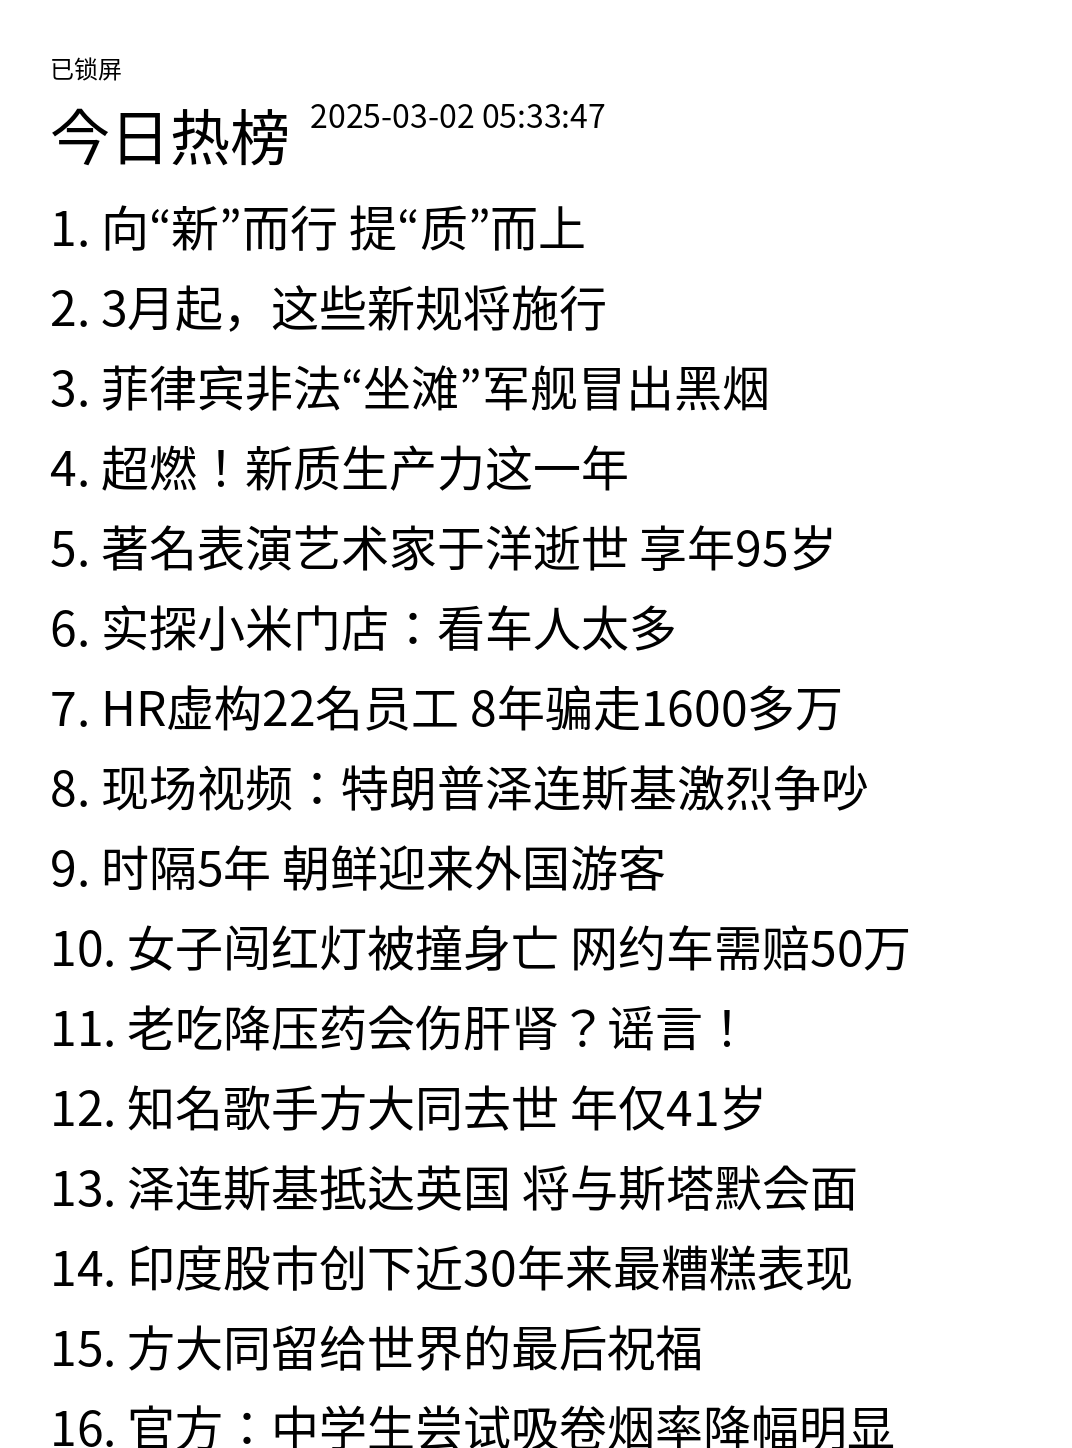 已锁屏
今日热榜 2025-03-02 05:33:47
1. 向“新”而行 提“质”而上
2. 3月起，这些新规将施行
3. 菲律宾非法“坐滩”军舰冒出黑烟
4. 超燃！新质生产力这一年
5. 著名表演艺术家于洋逝世 享年95岁
6. 实探小米门店：看车人太多
7. HR虚构22名员工 8年骗走1600多万
8. 现场视频：特朗普泽连斯基激烈争吵
9. 时隔5年 朝鲜迎来外国游客
10. 女子闯红灯被撞身亡 网约车需赔50万
11. 老吃降压药会伤肝肾？谣言！
12. 知名歌手方大同去世 年仅41岁
13. 泽连斯基抵达英国 将与斯塔默会面
14. 印度股市创下近30年来最糟糕表现
15. 方大同留给世界的最后祝福
16. 官方：中学生尝试吸卷烟率降幅明显